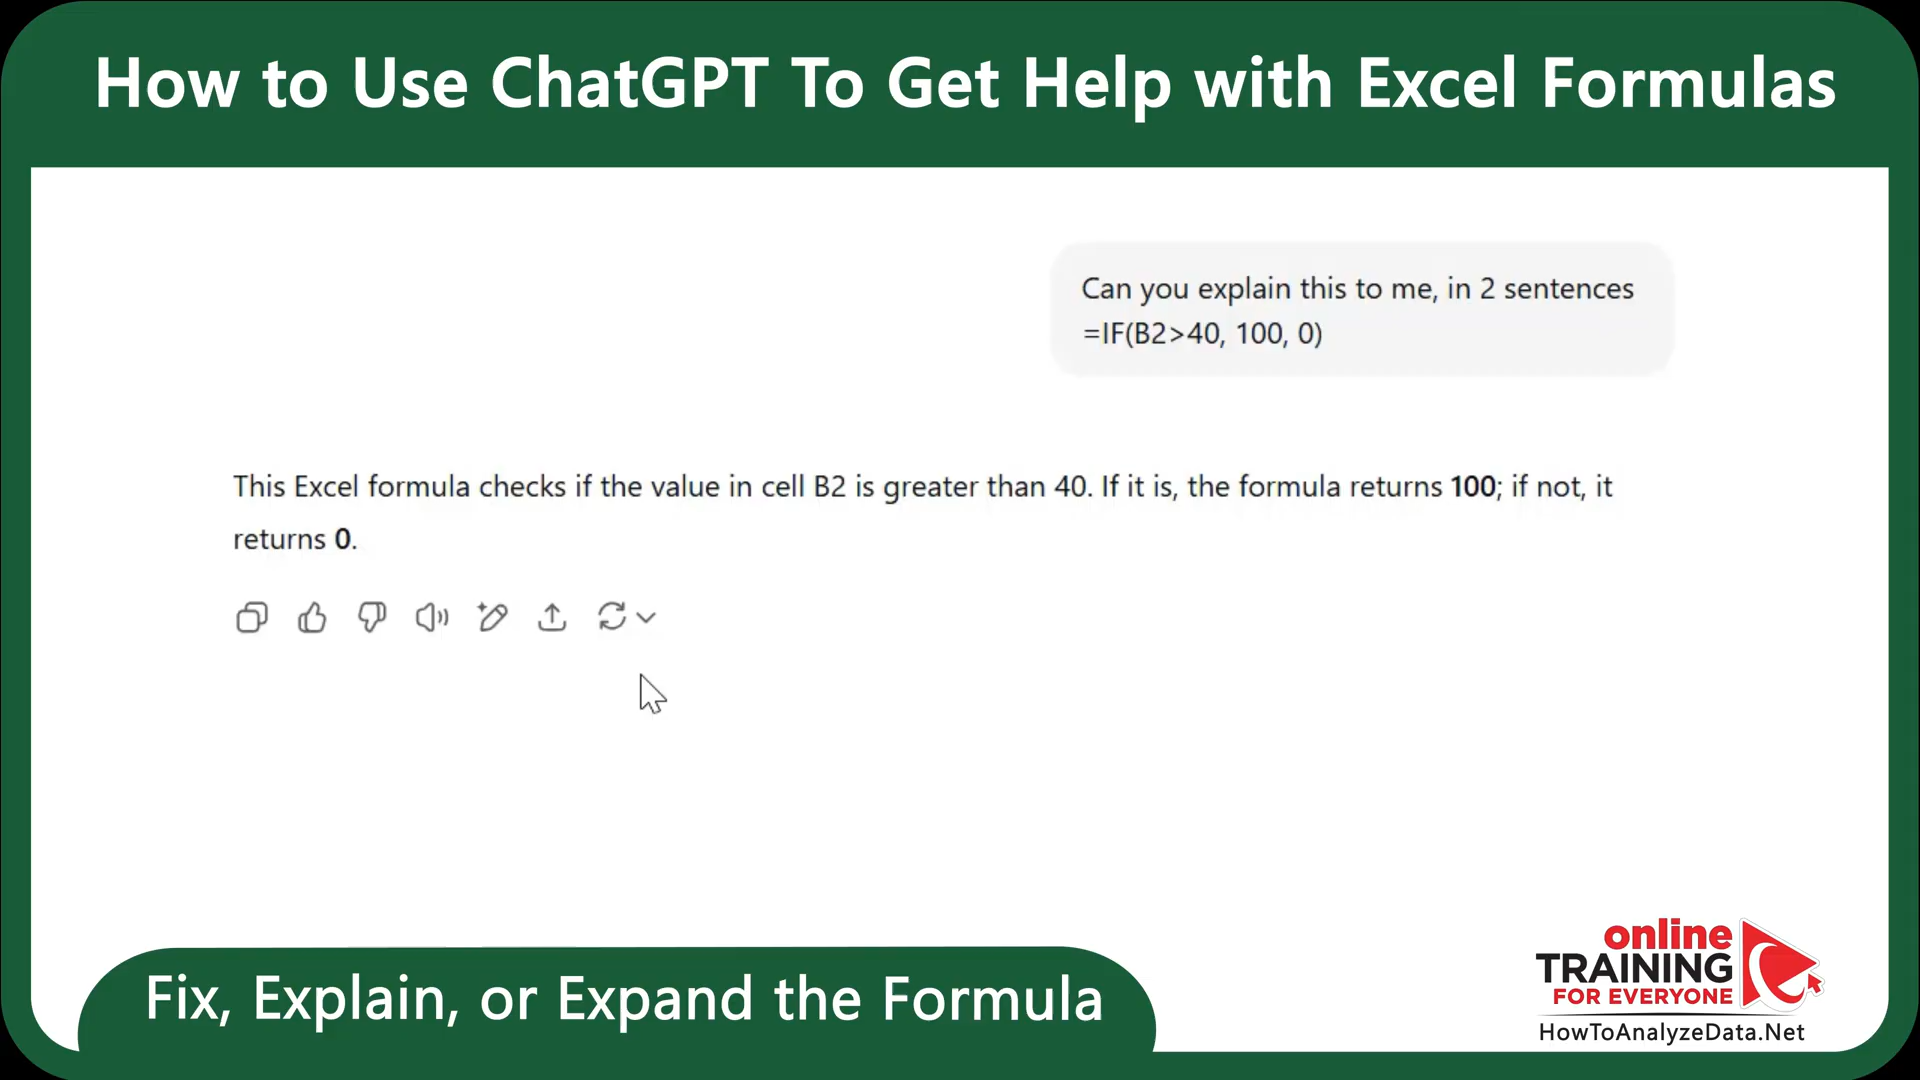 How to Use ChatGPT To Get Help with Excel Formulas
Can you explain this to me, in 2 sentences
=IF(B2>40, 100, 0)
This Excel formula checks if the value in cell B2 is greater than 40. If it is, the formula returns 100; if not, it
returns 0.
Fix, Explain, or Expand the Formula
online
TRAINING
FOR EVERYONE
HowToAnalyzeData.Net